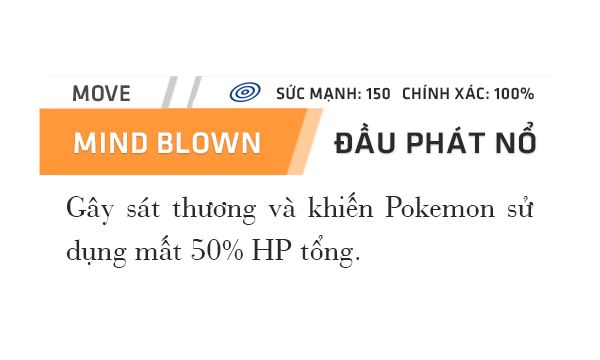 MOVE SỨC MẠNH: 150 CHÍNH XÁC: 100%
MIND BLOWN ĐẦU PHÁT NỔ
Gây sát thương và khiến Pokemon sử
dụng mất 50% HP tổng.